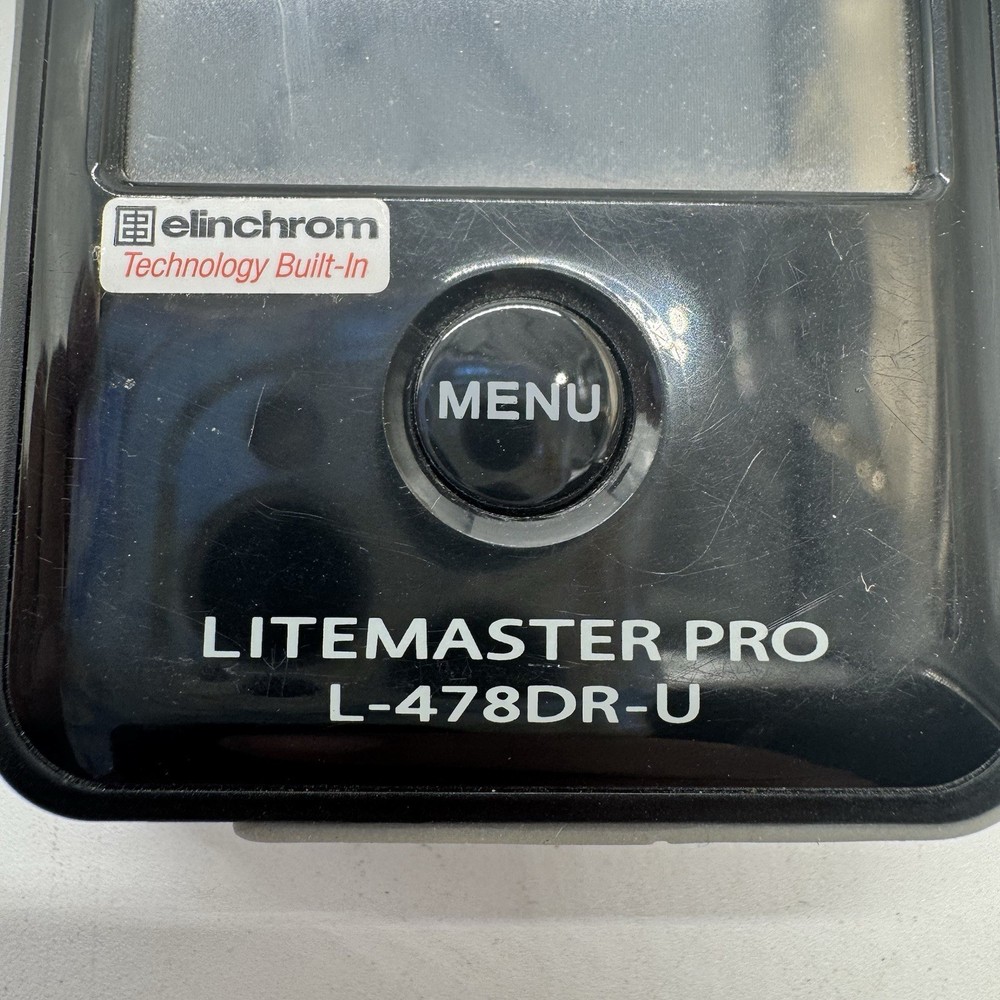 elinchrom
Technology Built-In
MENU
LITEMASTER PRO
L-478DR-U